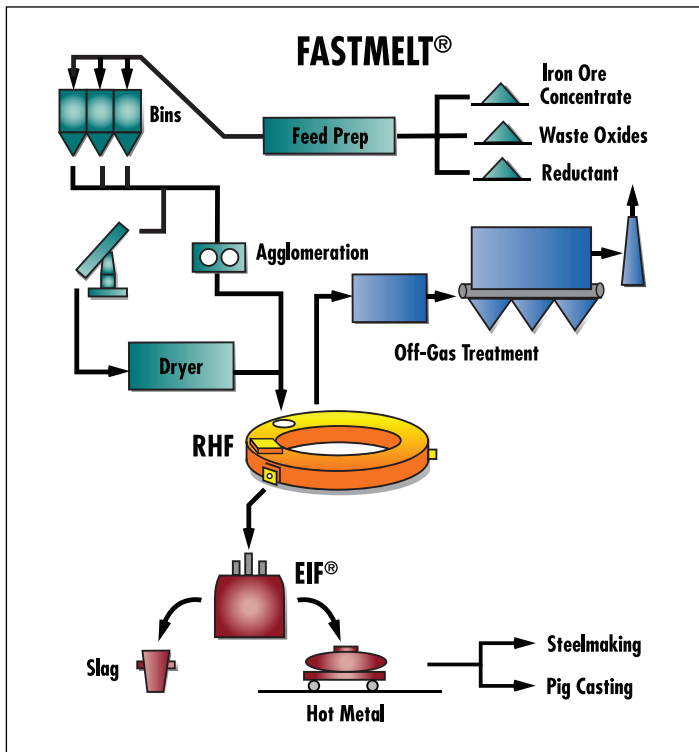 FASTMELT®
Iron Ore
Concentrate
Bins
Feed Prep
Waste Oxides
Reductant
Agglomeration
Off-Gas Treatment
Dryer
RHF
EIF®
Slag
Hot Metal
Steelmaking
Pig Casting